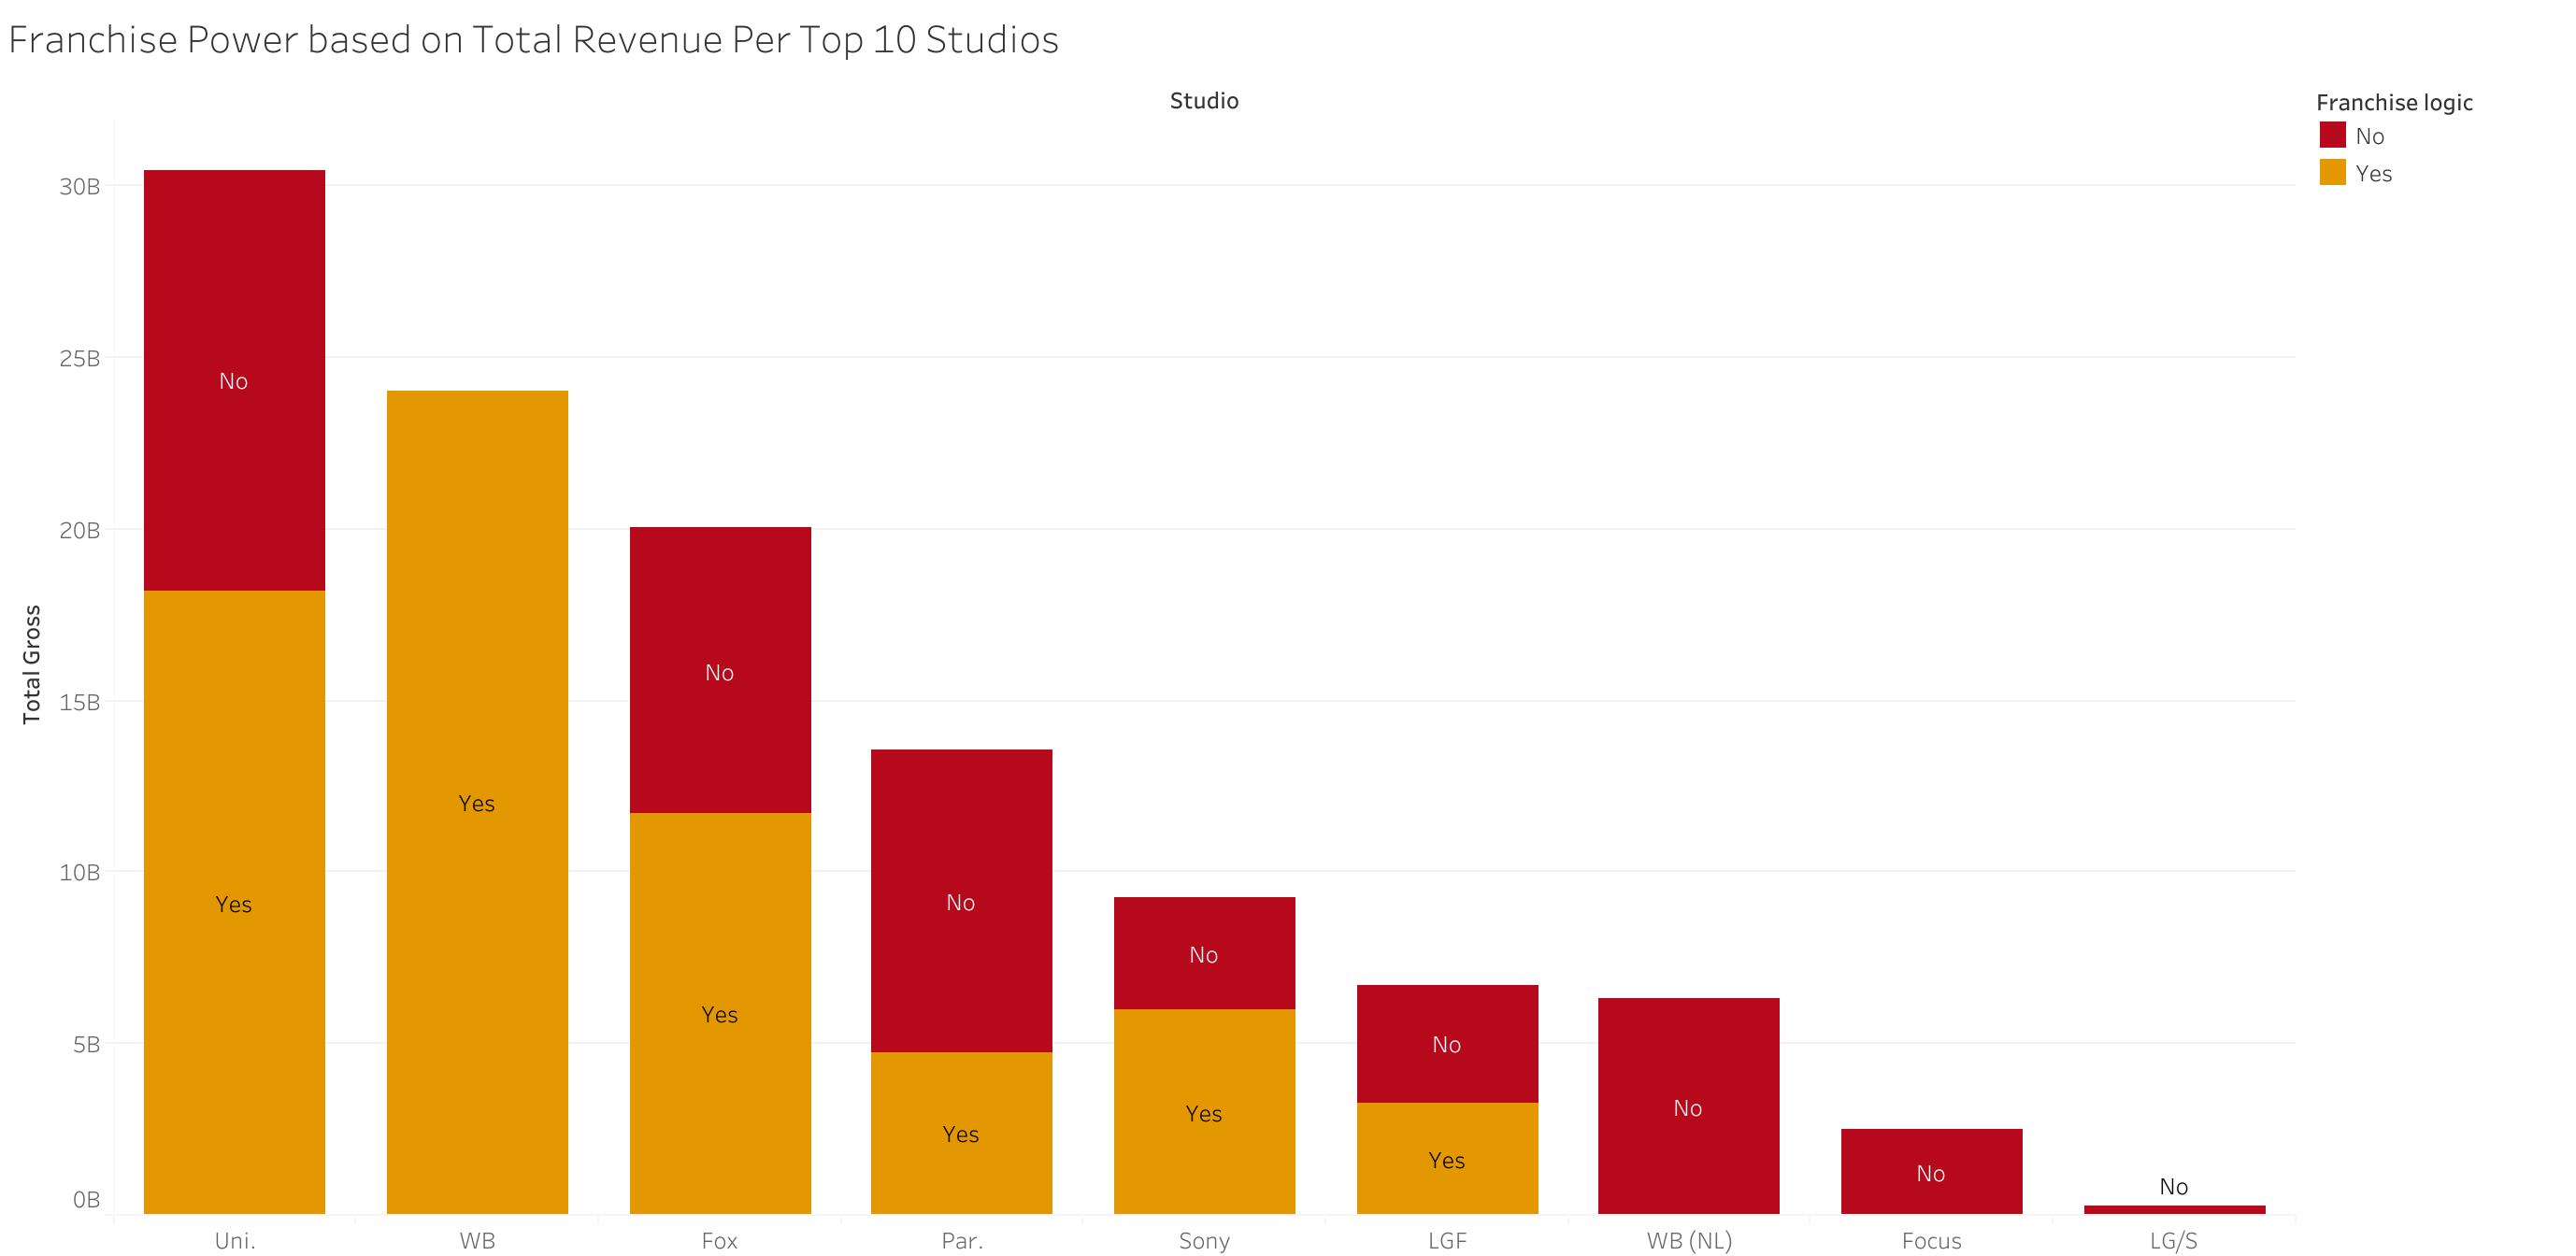 Franchise Power based on Total Revenue Per Top 10 Studios
Studio
Franchise logic
No
Yes
Total Gross
30B
25B
20B
15B
10B
5B
0B
No
Yes
Yes
No
Yes
No
Yes
No
Yes
No
Yes
No
No
No
Uni.
WB
Fox
Par.
Sony
LGF
WB (NL)
Focus
LG/S